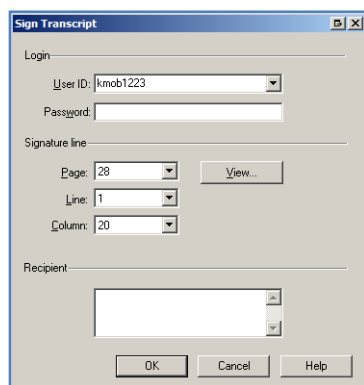 Sign Transcript
Login
User ID: kmob1223
Password:
Signature line
Page: 28 View...
Line: 1
Column: 20
Recipient
OK Cancel Help